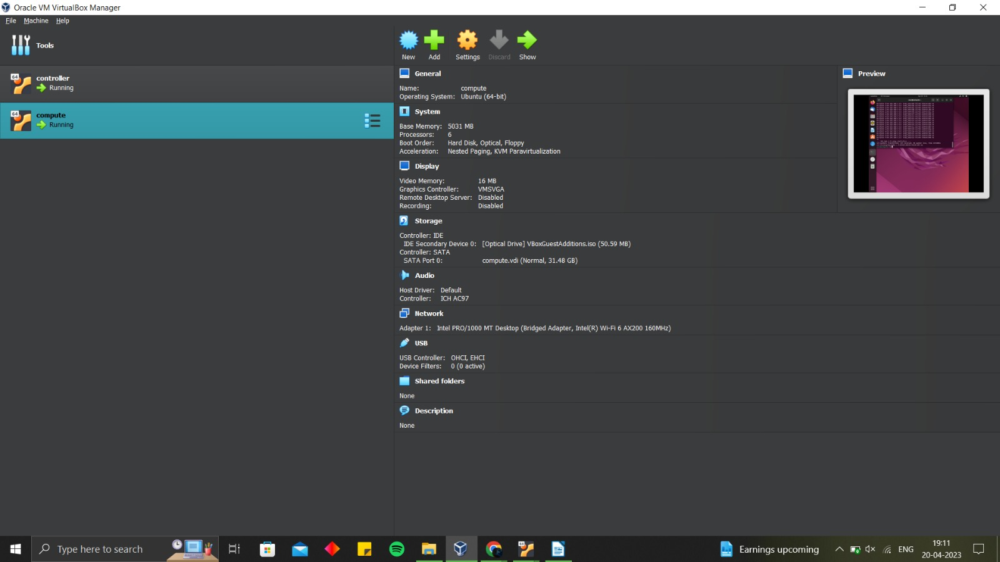 Oracle VM VirtualBox Manager
File Machine Help
Tools
New Add Settings Discard Show
64 controller
Running
64 compute
Running
General
Name: compute
Operating System: Ubuntu (64-bit)
Preview
System
Base Memory: 5031 MB
Processors: 6
Boot Order: Hard Disk, Optical, Floppy
Acceleration: Nested Paging, KVM Paravirtualization
Display
Video Memory: 16 MB
Graphics Controller: VMSVGA
Remote Desktop Server: Disabled
Recording: Disabled
Storage
Controller: IDE
IDE Secondary Device 0: [Optical Drive] VBoxGuestAdditions.iso (50.59 MB)
Controller: SATA
SATA Port 0: compute.vdi (Normal, 31.48 GB)
Audio
Host Driver: Default
Controller: ICH AC97
Network
Adapter 1: Intel PRO/1000 MT Desktop (Bridged Adapter, Intel(R) Wi-Fi 6 AX200 160MHz)
USB
USB Controller: OHCI, EHCI
Device Filters: 0 (0 active)
Shared folders
None
Description
None
Type here to search
Earnings upcoming
ENG
19:11
20-04-2023